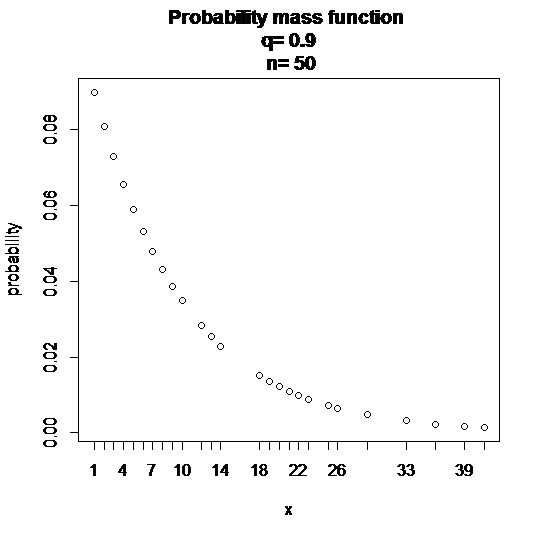 Probability mass function
q= 0.9
n= 50
probability
0.00 0.02 0.04 0.06 0.08
1 4 7 10 14 18 22 26 33 39
x